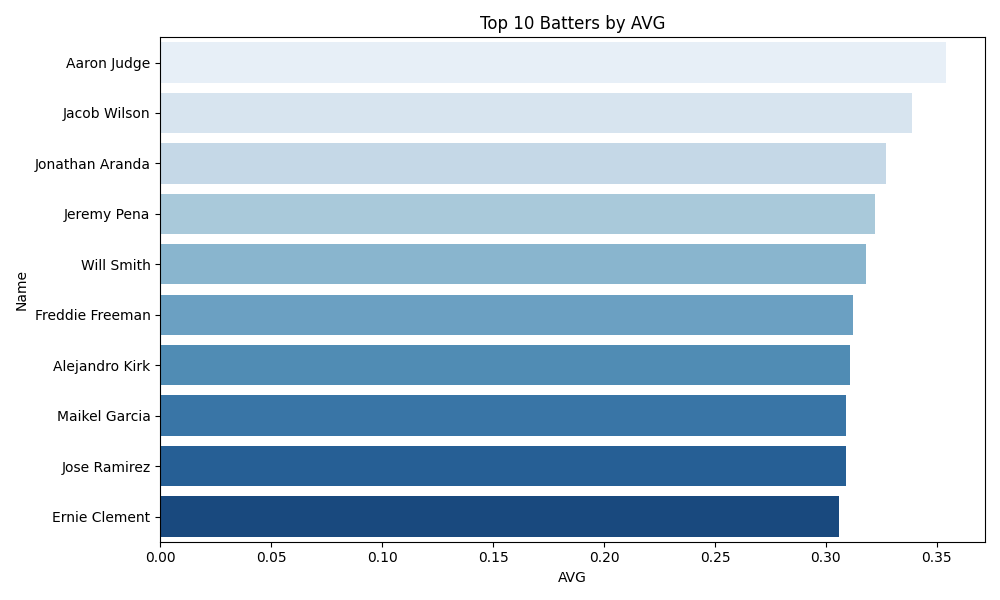 Top 10 Batters by AVG
Name
Aaron Judge
Jacob Wilson
Jonathan Aranda
Jeremy Pena
Will Smith
Freddie Freeman
Alejandro Kirk
Maikel Garcia
Jose Ramirez
Ernie Clement
0.00 0.05 0.10 0.15 0.20 0.25 0.30 0.35
AVG